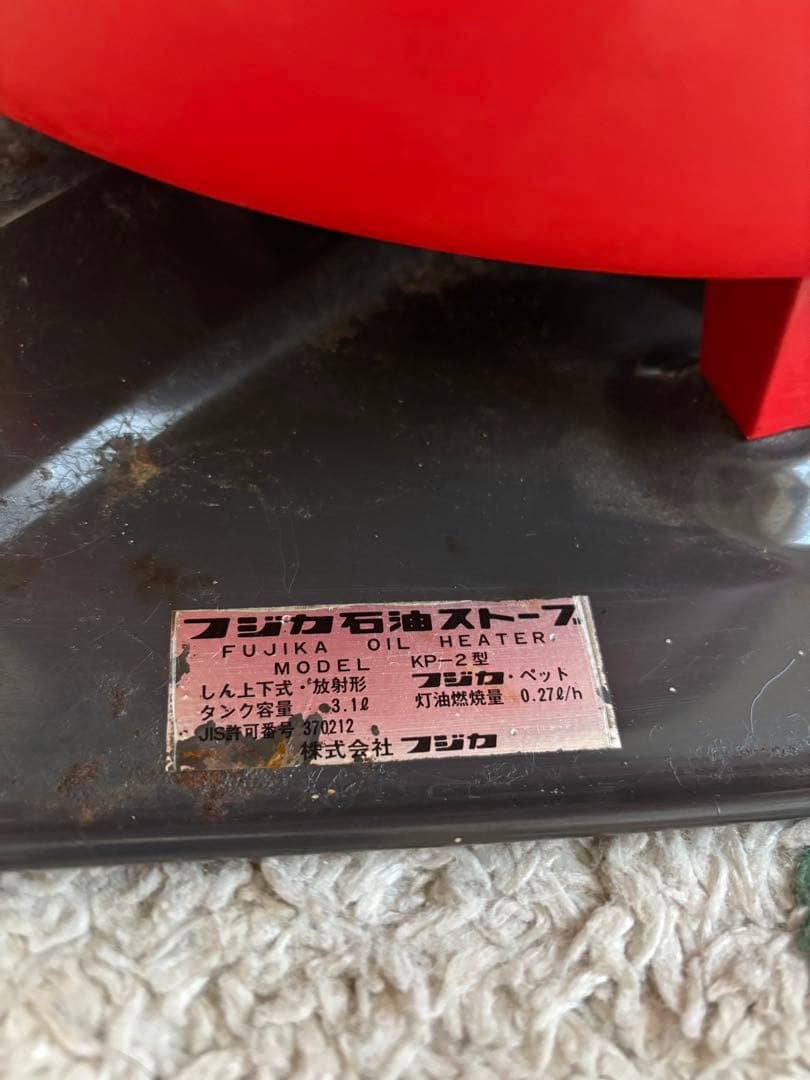 フジカ石油ストーブ
FUJIKA OIL HEATER
MODEL KP-2型
しん上下式・放射形 フジカ・ペット
タンク容量 3.1ℓ 灯油燃焼量 0.27ℓ/h
JIS許可番号 370212
株式会社フジカ